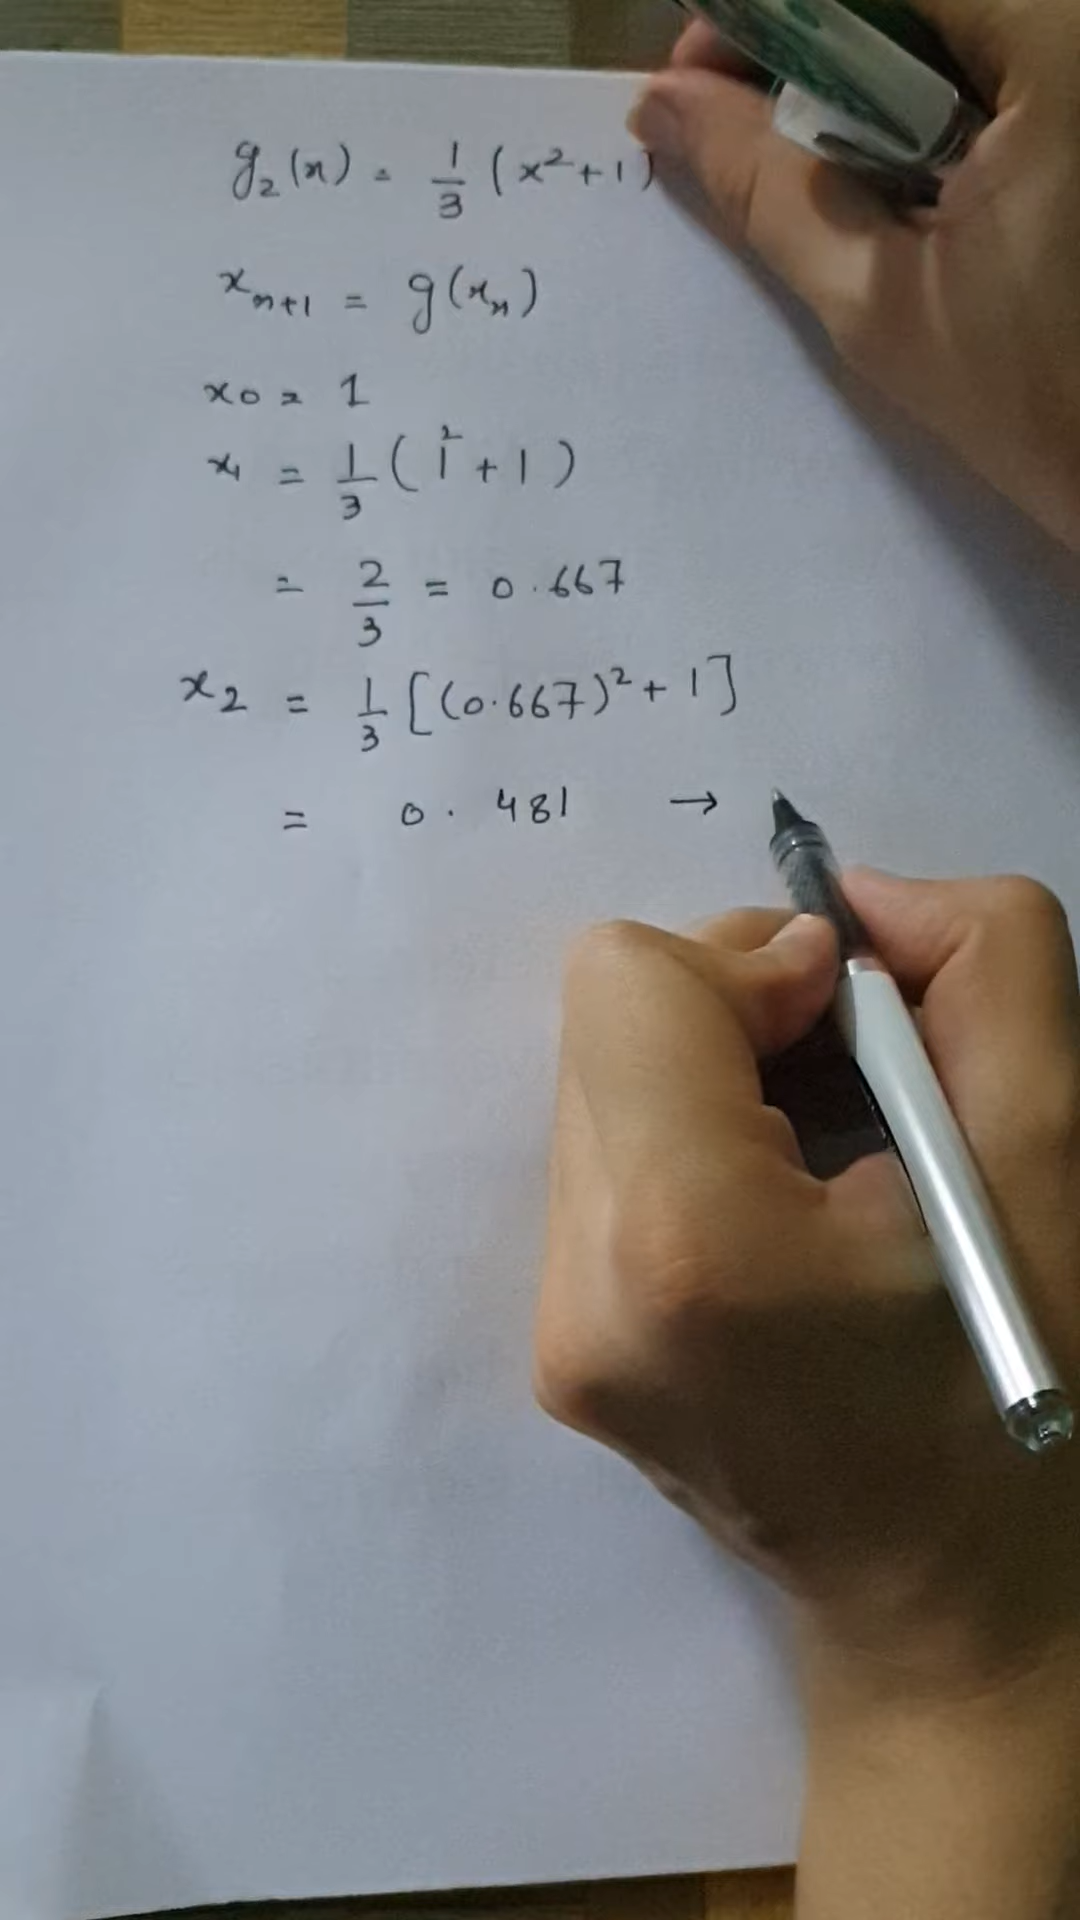 g₂(x) = 1/3 (x² + 1)
xₙ₊₁ = g(xₙ)
x₀ = 1
x₁ = 1/3 (1² + 1)
= 2/3 = 0.667
x₂ = 1/3 [(0.667)² + 1]
= 0.481 →